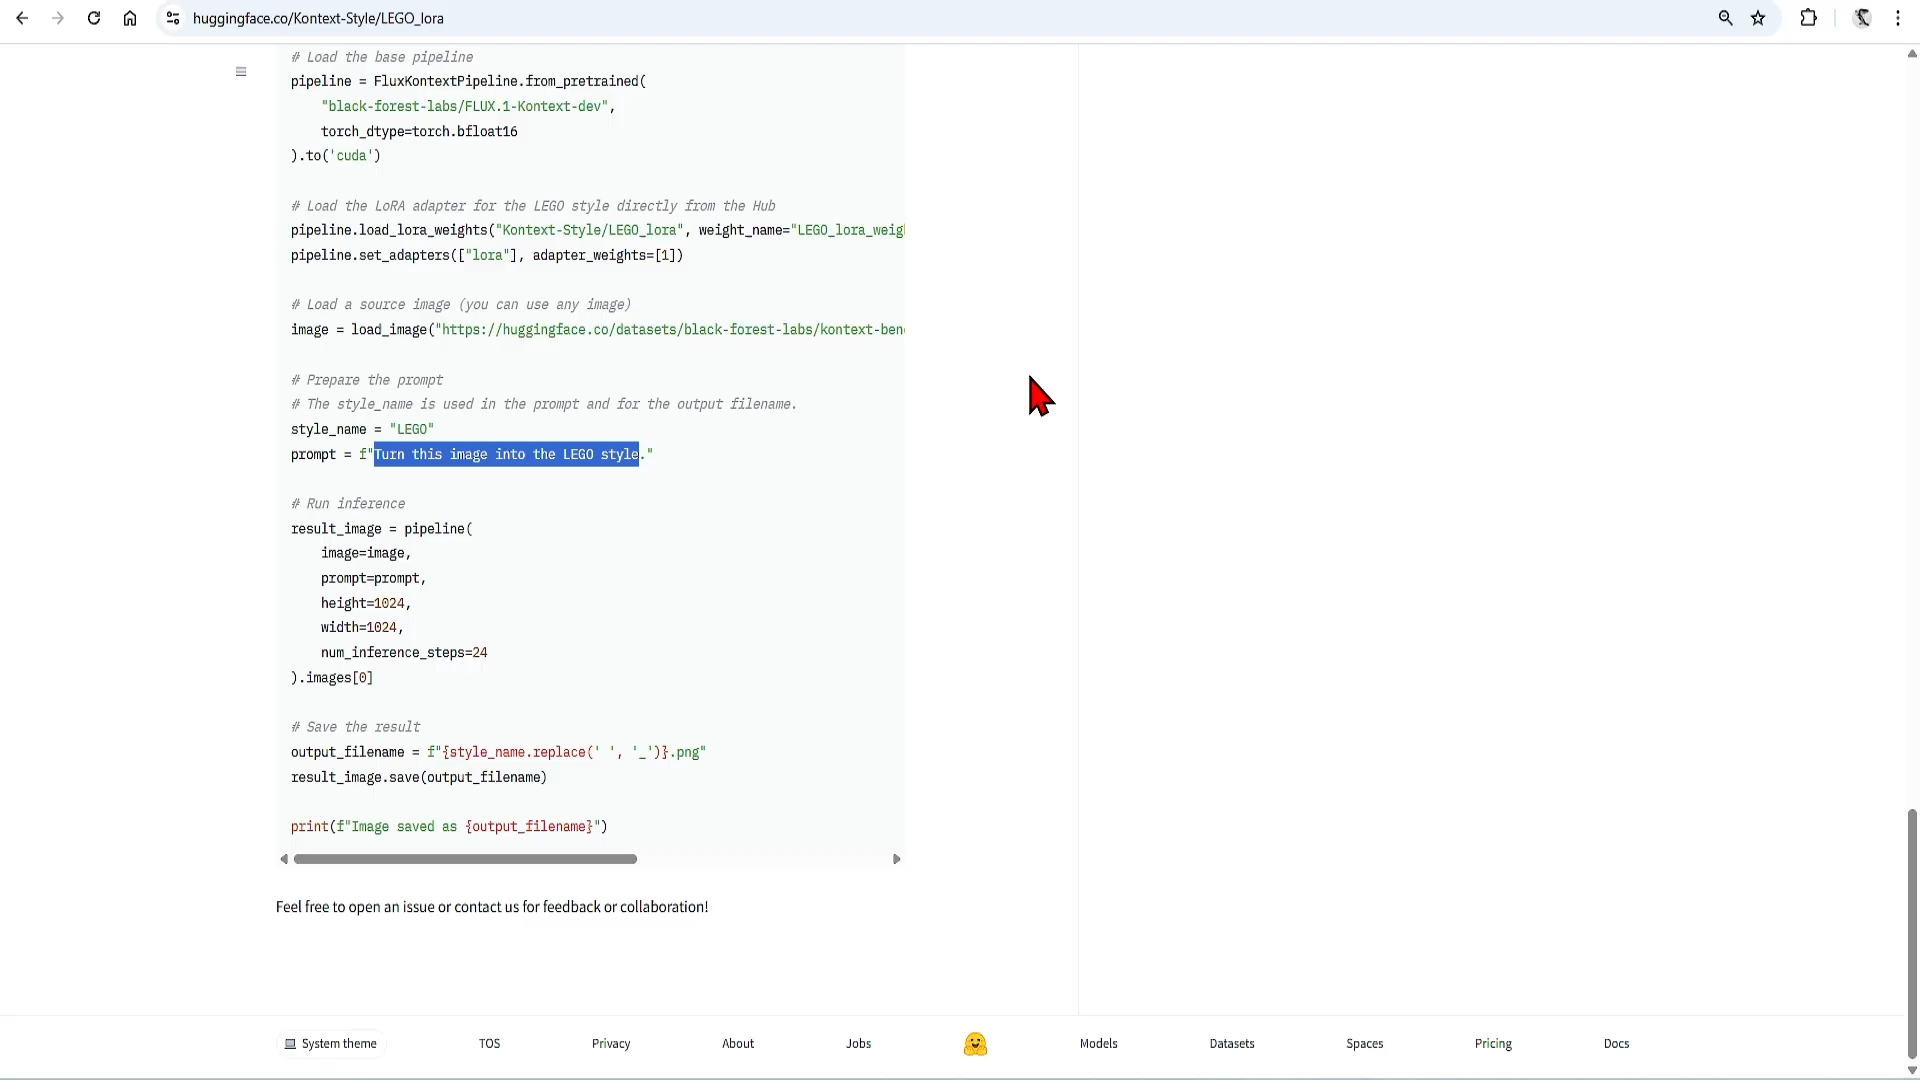 huggingface.co/Kontext-Style/LEGO_lora
# Load the base pipeline
pipeline = FluxKontextPipeline.from_pretrained(
"black-forest-labs/FLUX.1-Kontext-dev",
torch_dtype=torch.bfloat16
).to('cuda')
# Load the LoRA adapter for the LEGO style directly from the Hub
pipeline.load_lora_weights("Kontext-Style/LEGO_lora", weight_name="LEGO_lora_weigh
pipeline.set_adapters(["lora"], adapter_weights=[1])
# Load a source image (you can use any image)
image = load_image("https://huggingface.co/datasets/black-forest-labs/kontext-ben
# Prepare the prompt
# The style_name is used in the prompt and for the output filename.
style_name = "LEGO"
prompt = f"Turn this image into the LEGO style."
# Run inference
result_image = pipeline(
image=image,
prompt=prompt,
height=1024,
width=1024,
num_inference_steps=24
).images[0]
# Save the result
output_filename = f"{style_name.replace(' ', '_')}.png"
result_image.save(output_filename)
print(f"Image saved as {output_filename}")
Feel free to open an issue or contact us for feedback or collaboration!
System theme TOS Privacy About Jobs Models Datasets Spaces Pricing Docs